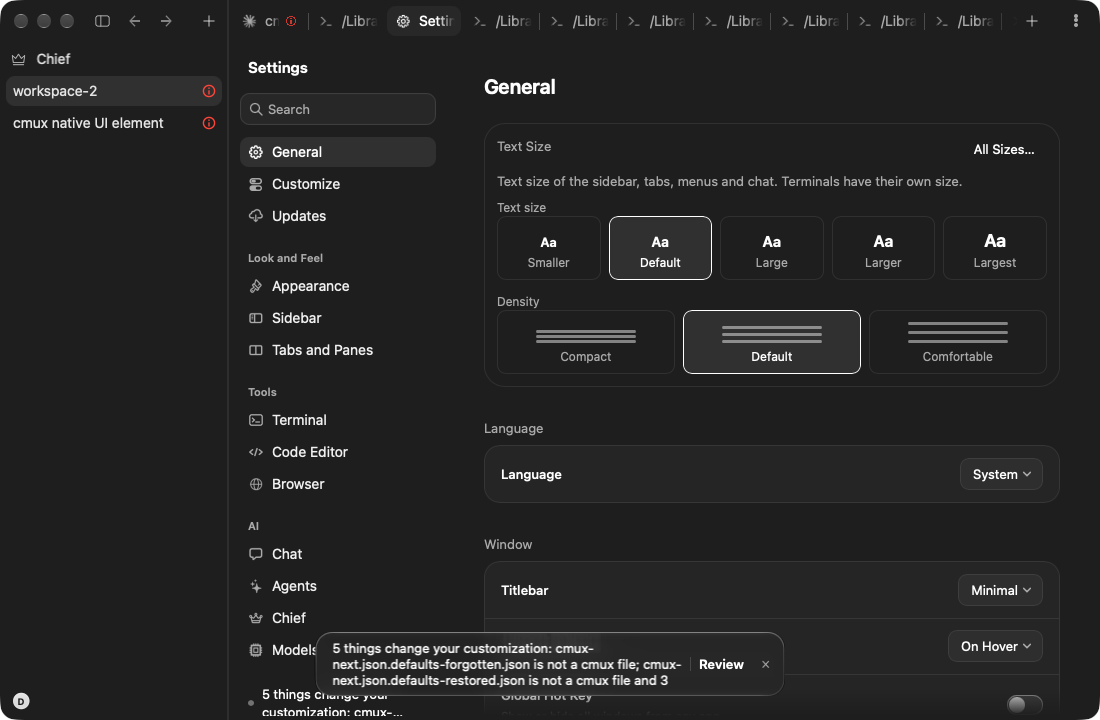 cn
/Libra
Settin
/Libra
/Libra
/Libra
/Libra
/Libra
/Libra
/Libra
Chief
workspace-2
cmux native UI element
D
Settings
Search
General
Customize
Updates
Look and Feel
Appearance
Sidebar
Tabs and Panes
Tools
Terminal
Code Editor
Browser
AI
Chat
Agents
Chief
Models
5 things change your
customization: cmux-...
General
Text Size
All Sizes...
Text size of the sidebar, tabs, menus and chat. Terminals have their own size.
Text size
Aa Aa Aa Aa Aa
Smaller Default Large Larger Largest
Density
Compact Default Comfortable
Language
Language System
Window
Titlebar Minimal
On Hover
5 things change your customization: cmux-
next.json.defaults-forgotten.json is not a cmux file; cmux-
next.json.defaults-restored.json is not a cmux file and 3
Review
Global Hot Key